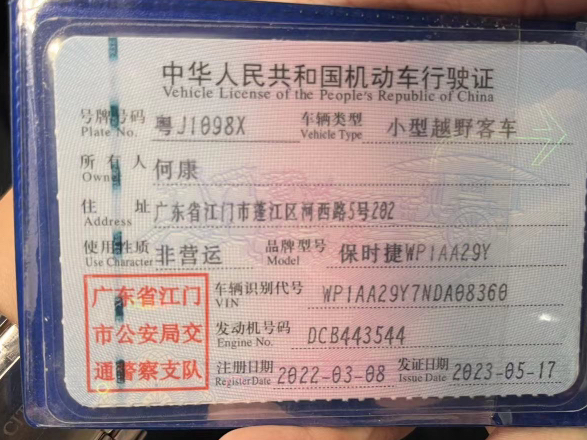 中华人民共和国机动车行驶证
Vehicle License of the People's Republic of China
号牌号码 粤J1098X 车辆类型 小型越野客车
Plate No. Vehicle Type
所有人 何康
Owner
住址 广东省江门市蓬江区河西路5号202
Address
使用性质 非营运 品牌型号 保时捷WP1AA29Y
Use Character Model
广东省江门 车辆识别代号 WP1AA29Y7NDA08360
VIN
市公安局交 发动机号码 DCB443544
Engine No.
通警察支队 注册日期 2022-03-08 发证日期 2023-05-17
Register Date Issue Date